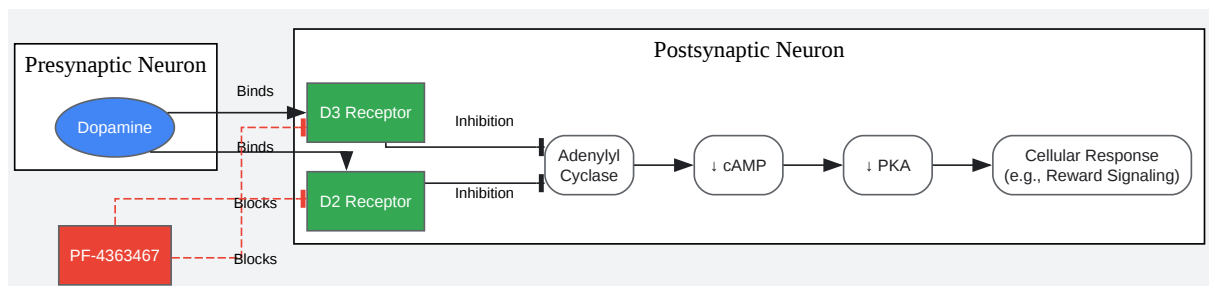 Postsynaptic Neuron
Presynaptic Neuron
Binds
D3 Receptor
Inhibition
Dopamine
Binds
Adenylyl
Cyclase
↓ cAMP
↓ PKA
Cellular Response
(e.g., Reward Signaling)
Inhibition
D2 Receptor
Blocks
PF-4363467
Blocks